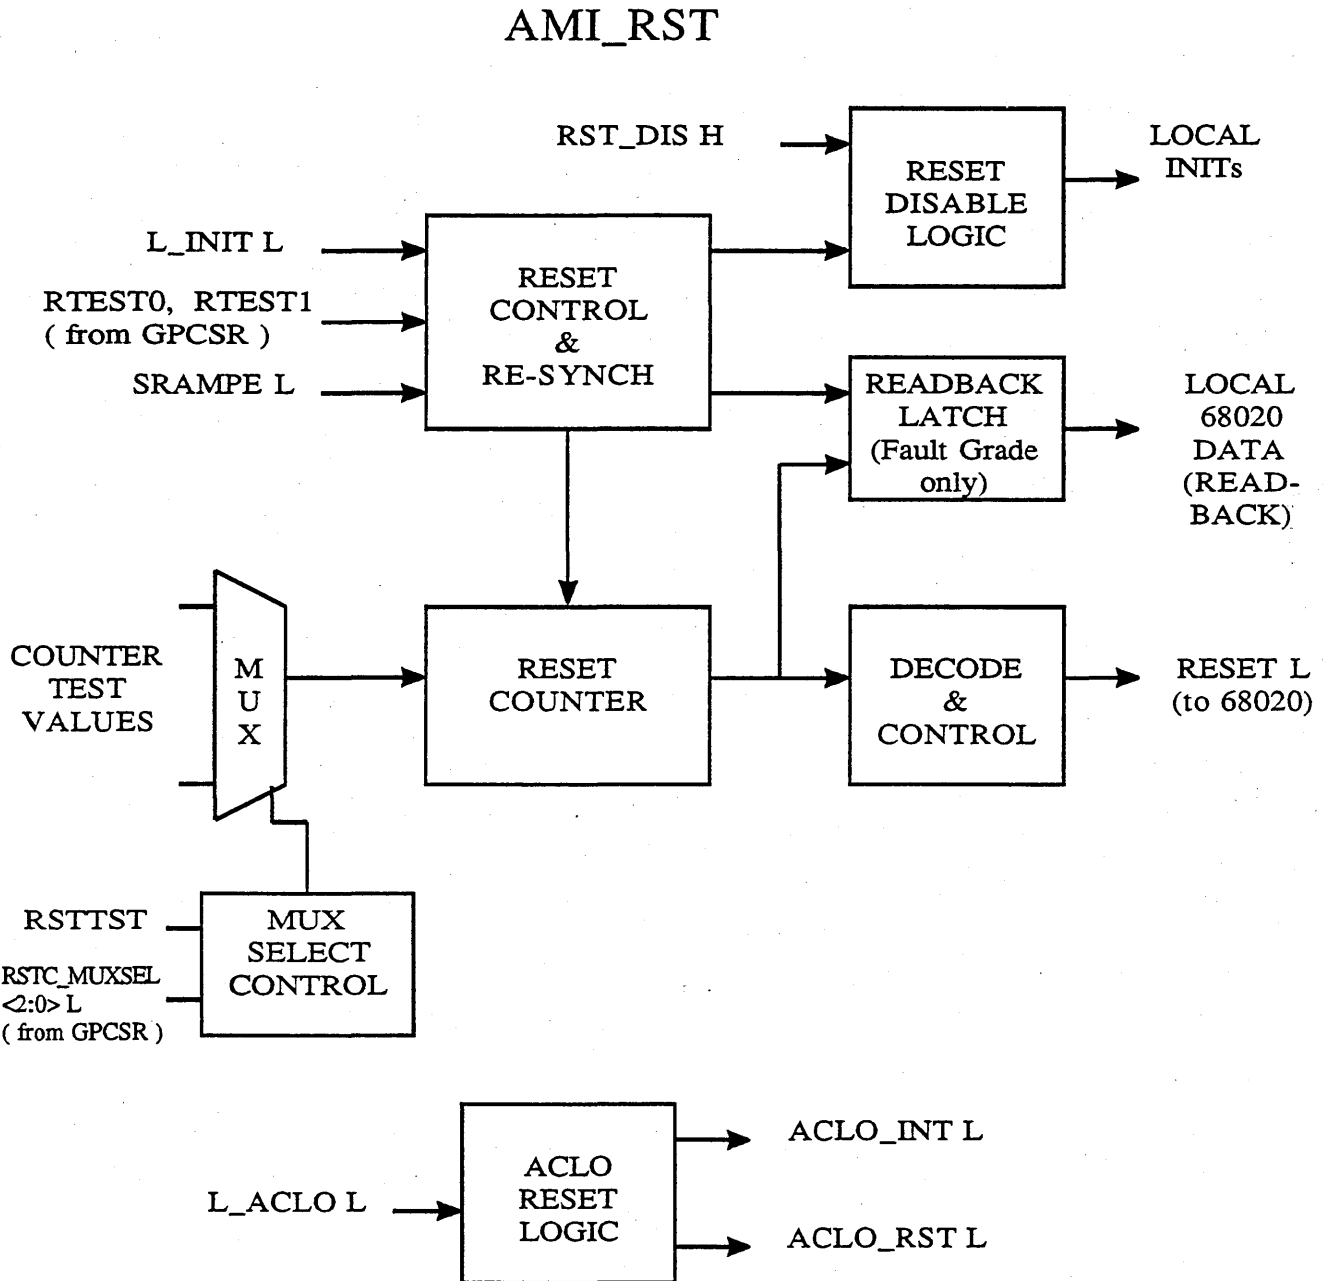 AMI_RST
RST_DIS H
RESET
DISABLE
LOGIC
LOCAL
INITs
L_INIT L
RTEST0, RTEST1
( from GPCSR )
SRAMPE L
RESET
CONTROL
&
RE-SYNCH
READBACK
LATCH
(Fault Grade
only)
LOCAL
68020
DATA
(READ-
BACK)
COUNTER
TEST
VALUES
M
U
X
RESET
COUNTER
DECODE
&
CONTROL
RESET L
(to 68020)
RSTTST
RSTC_MUXSEL
<2:0> L
( from GPCSR )
MUX
SELECT
CONTROL
L_ACLO L
ACLO
RESET
LOGIC
ACLO_INT L
ACLO_RST L